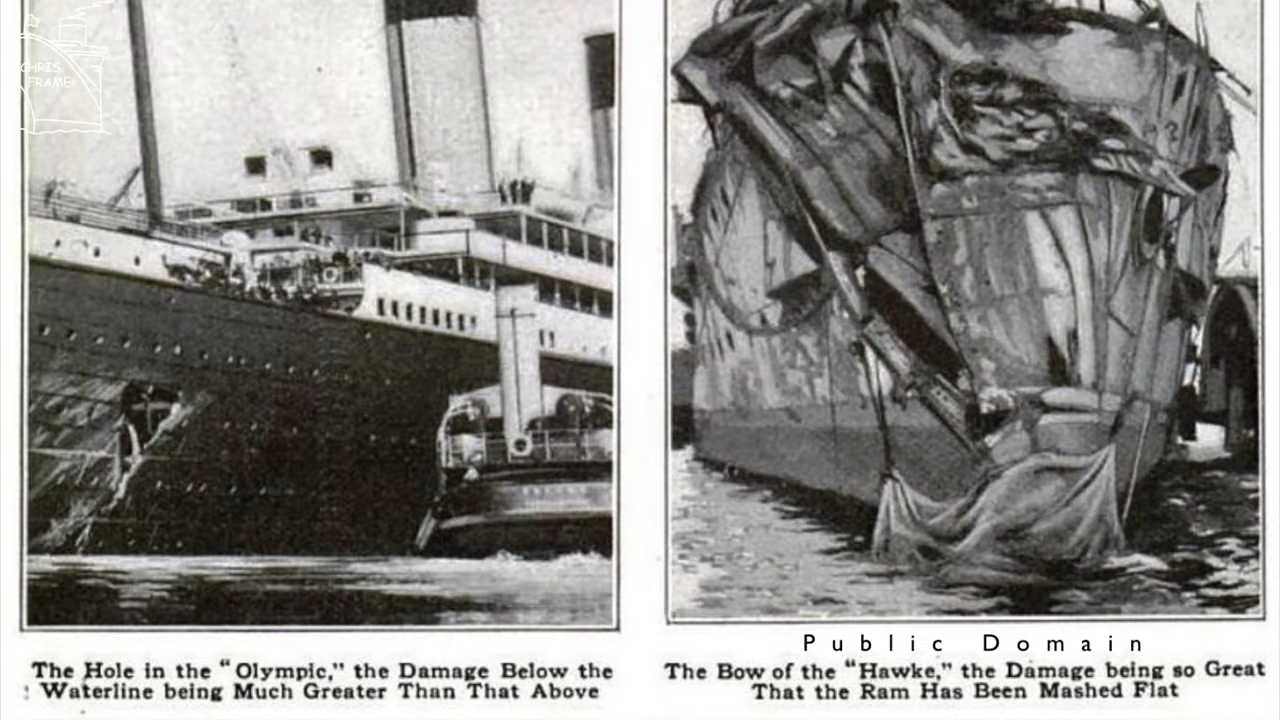 CHRIS
FRAME
The Hole in the "Olympic," the Damage Below the
Waterline being Much Greater Than That Above
Public Domain
The Bow of the "Hawke," the Damage being so Great
That the Ram Has Been Mashed Flat